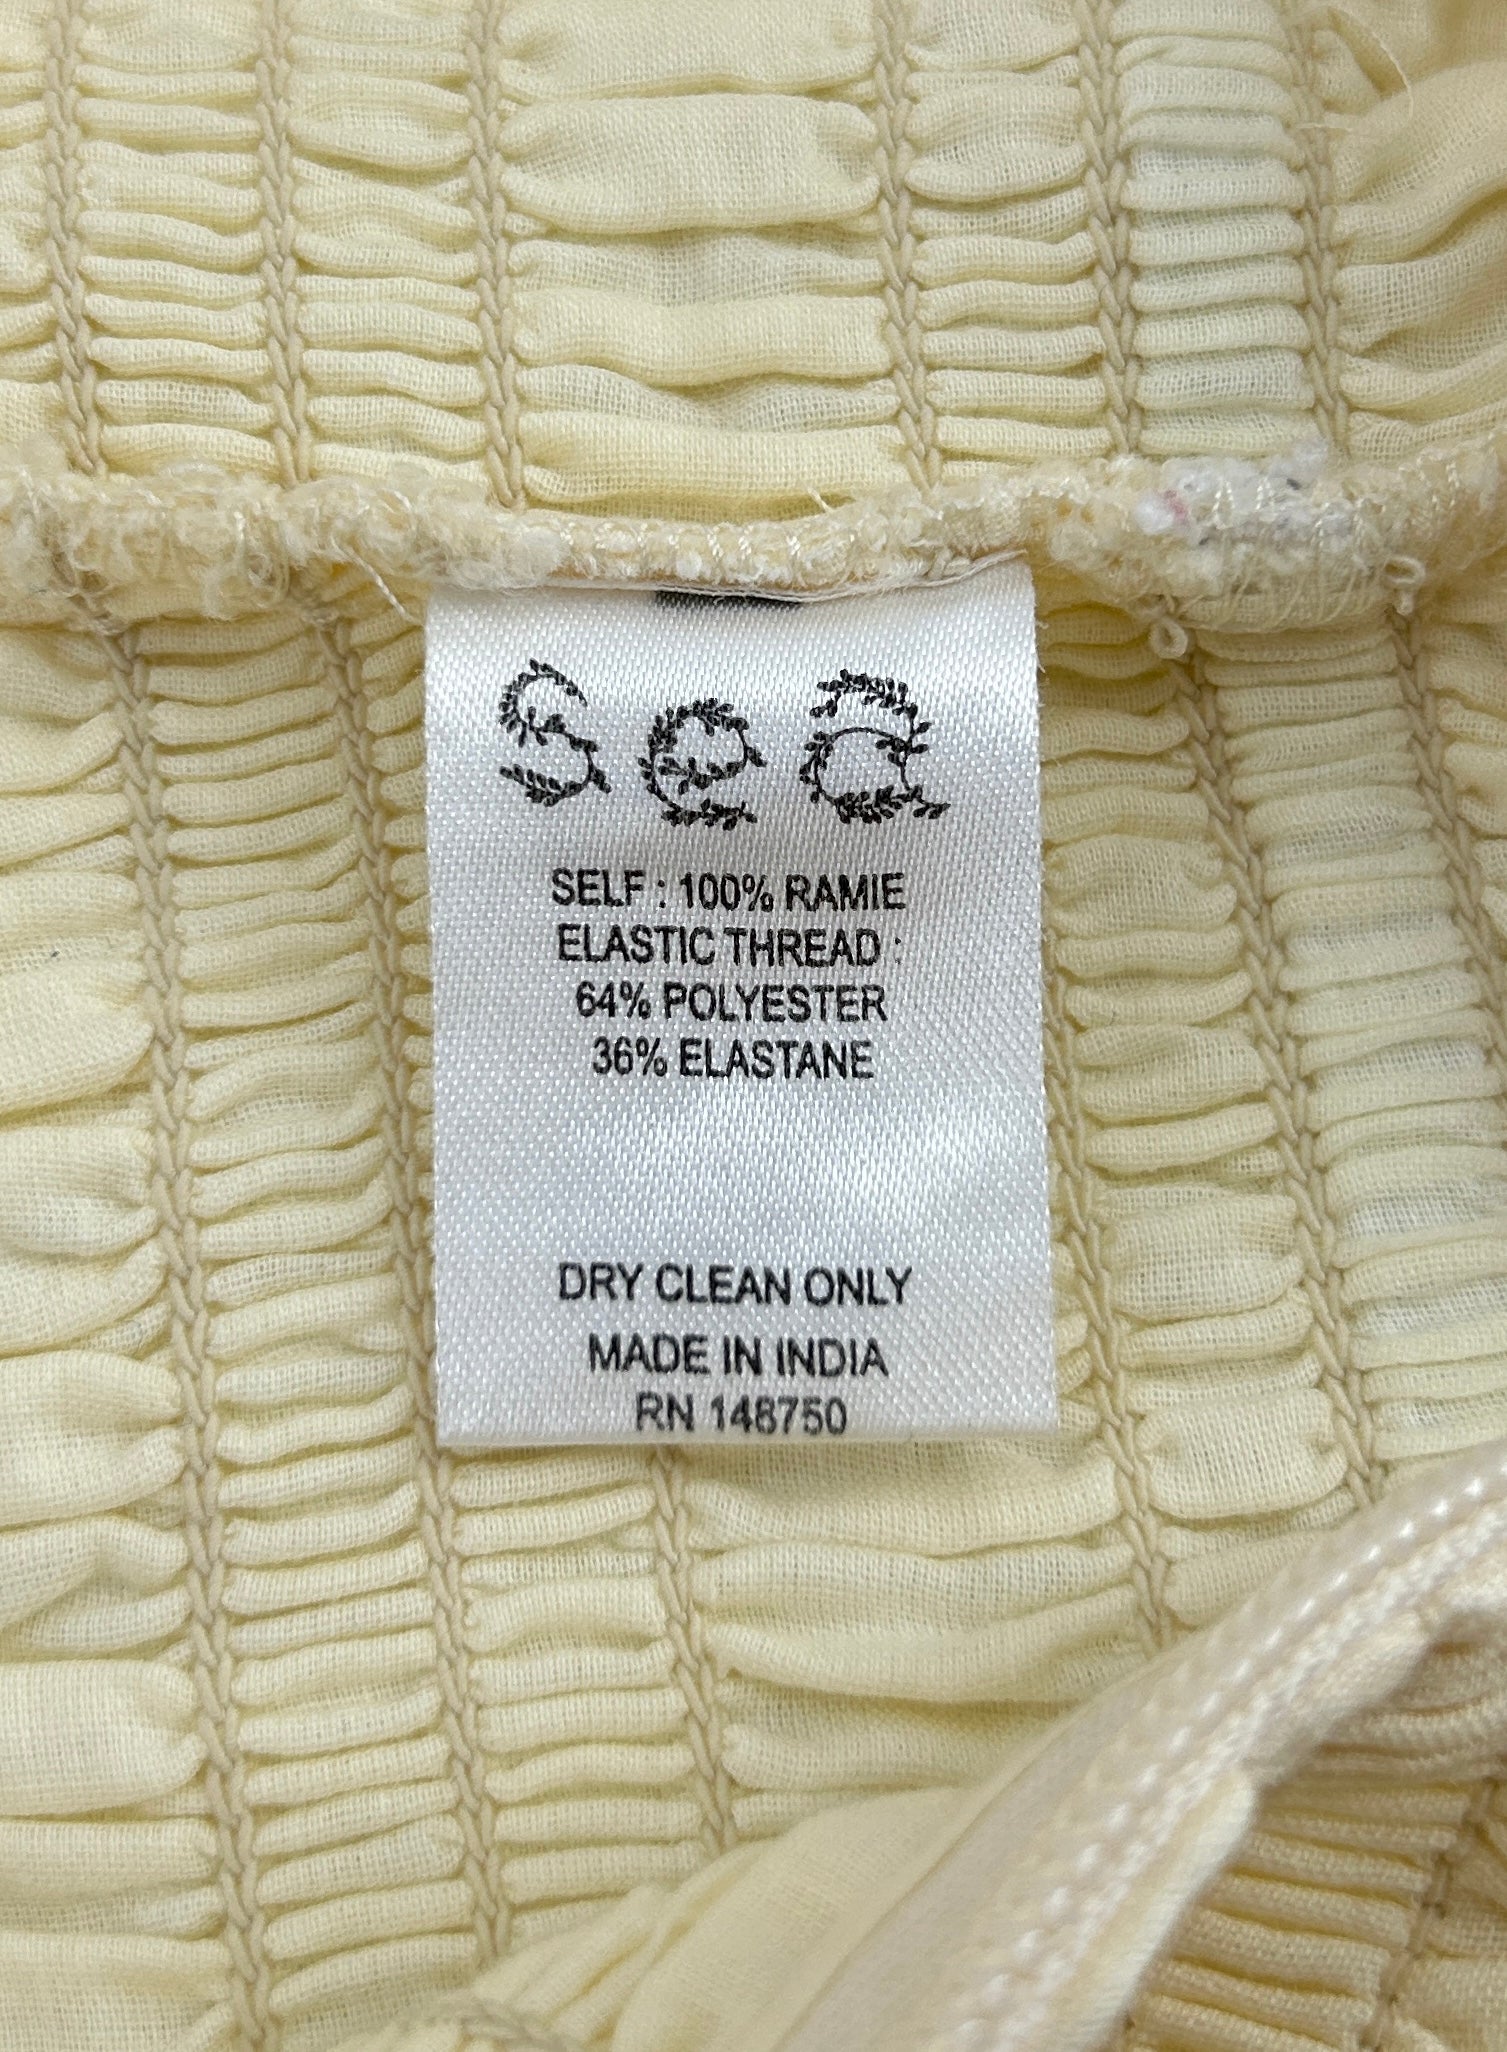 Sea
SELF : 100% RAMIE
ELASTIC THREAD :
64% POLYESTER
36% ELASTANE
DRY CLEAN ONLY
MADE IN INDIA
RN 148750